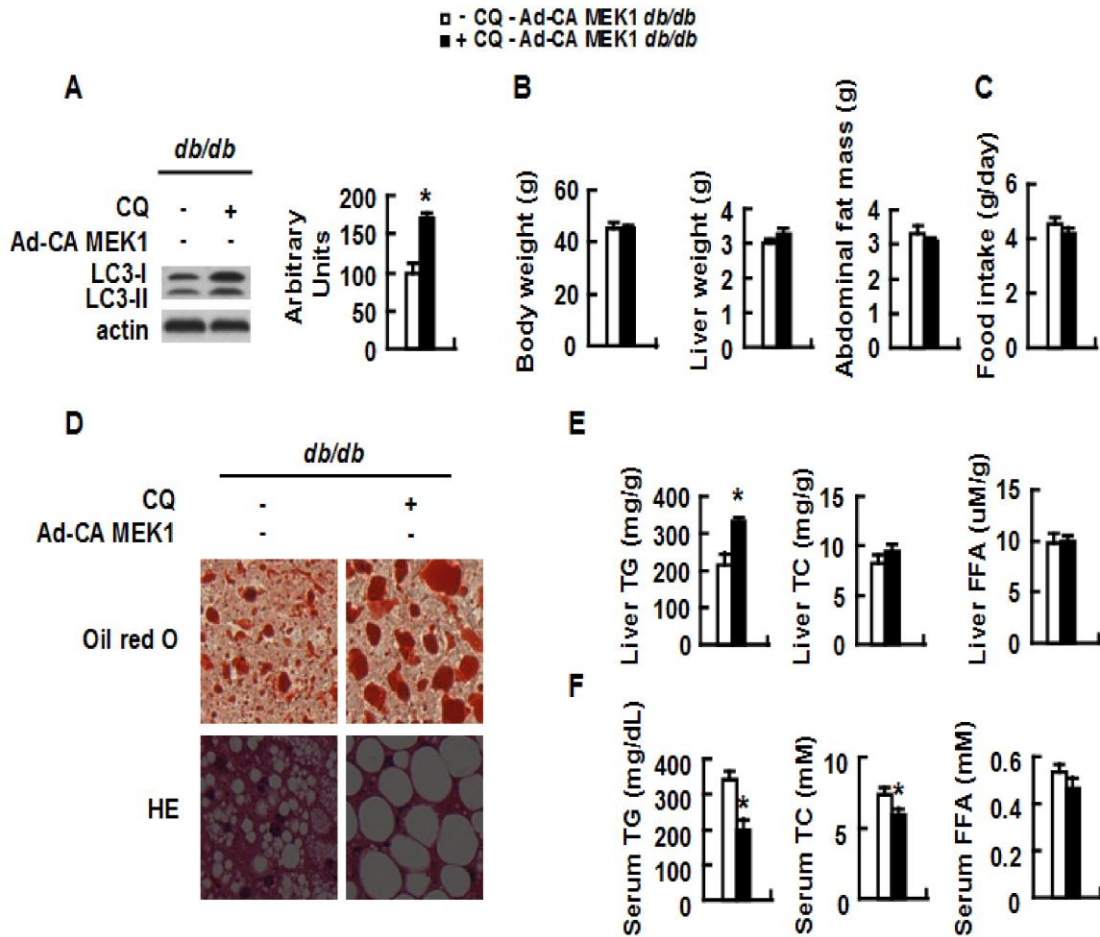 - CQ - Ad-CA MEK1 db/db
+ CQ - Ad-CA MEK1 db/db
A
db/db
CQ - +
Ad-CA MEK1 - -
LC3-I
LC3-II
actin
Arbitrary
Units
200
150
100
50
0
*
B
Body weight (g)
60
40
20
0
Liver weight (g)
4
3
2
1
0
Abdominal fat mass (g)
4
3
2
1
0
C
Food intake (g/day)
6
4
2
0
D
db/db
CQ - +
Ad-CA MEK1 - -
Oil red O
HE
E
Liver TG (mg/g)
400
300
200
100
0
*
Liver TC (mg/g)
15
10
5
0
Liver FFA (uM/g)
15
10
5
0
F
Serum TG (mg/dL)
400
300
200
300
0
*
Serum TC (mM)
10
5
0
*
Serum FFA (mM)
0.6
0.4
0.2
0